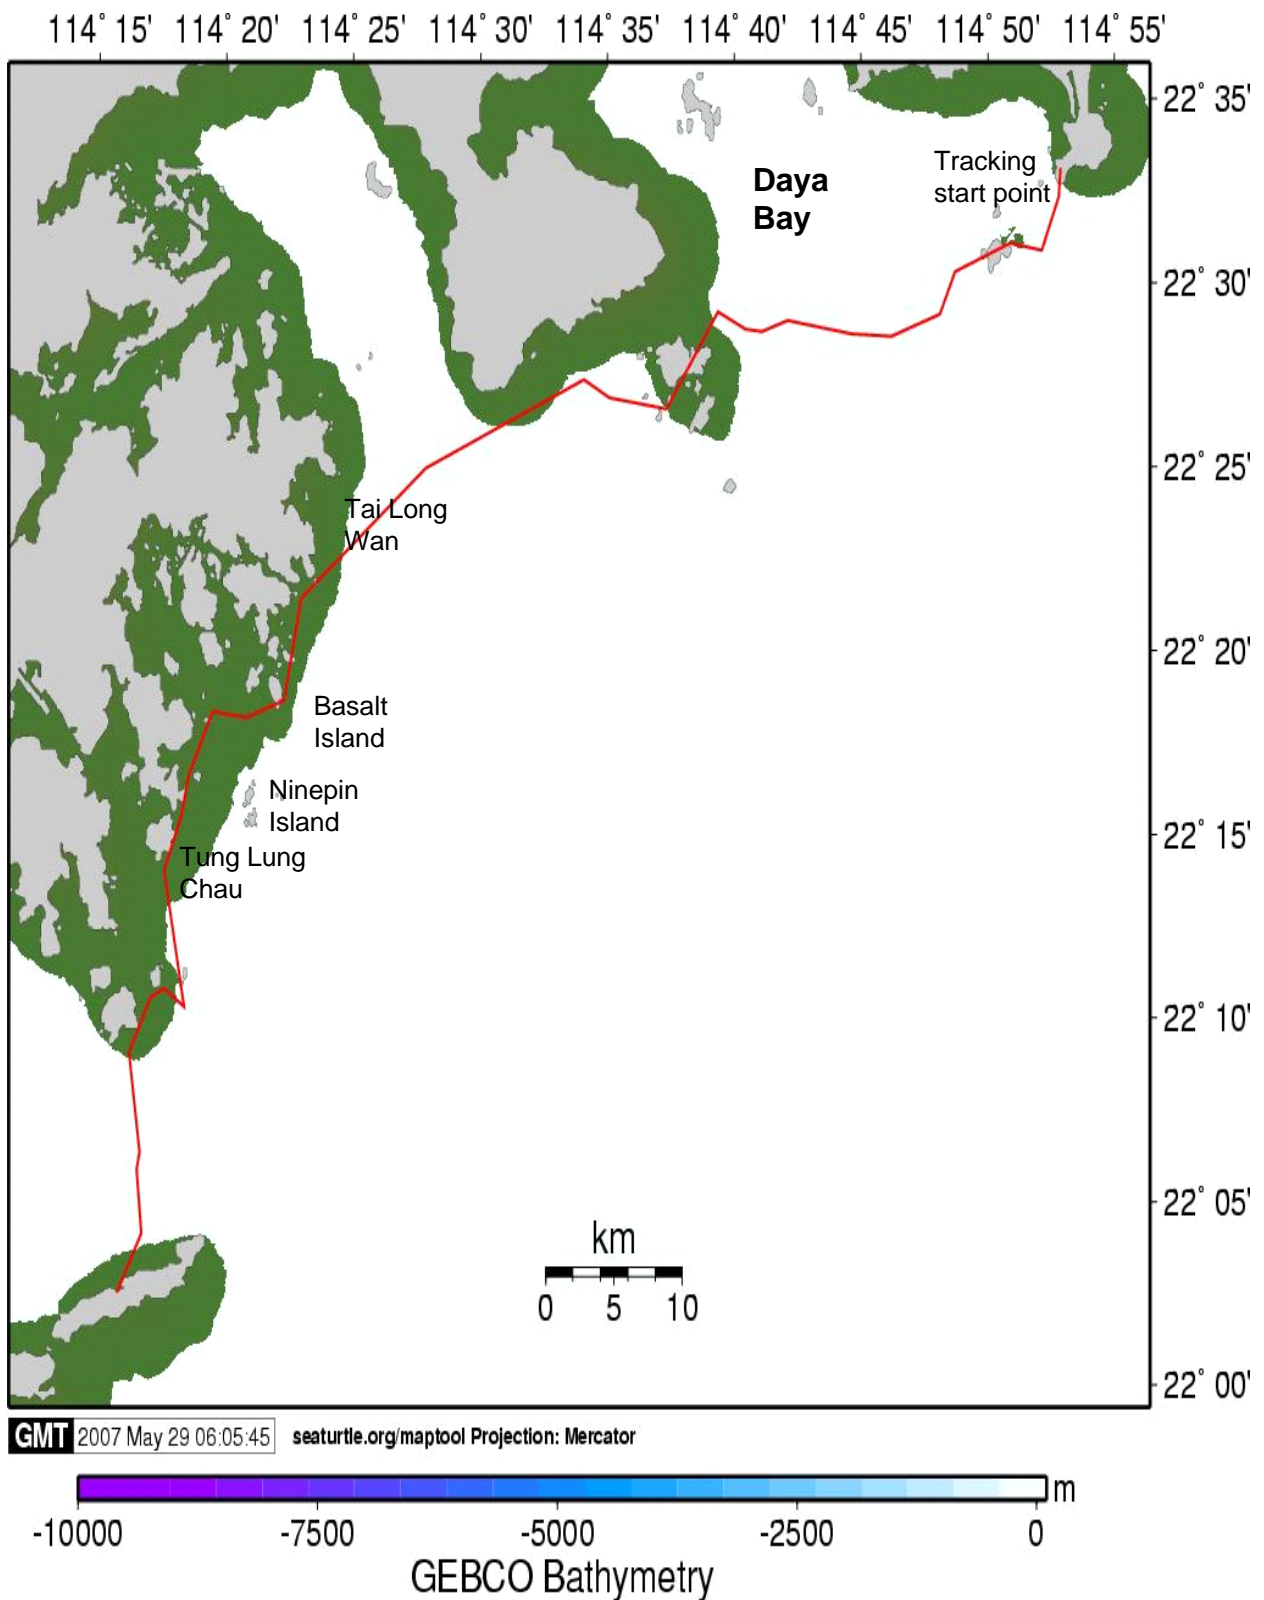 114° 15' 114° 20' 114° 25' 114° 30' 114° 35' 114° 40' 114° 45' 114° 50' 114° 55'
22° 35'
Tracking
start point
Daya
Bay
22° 30'
22° 25'
Tai Long
Wan
22° 20'
Basalt
Island
Ninepin
Island
22° 15'
Tung Lung
Chau
22° 10'
22° 05'
km
0 5 10
22° 00'
GMT 2007 May 29 06:05:45 seaturtle.org/maptool Projection: Mercator
m
-10000 -7500 -5000 -2500 0
GEBCO Bathymetry